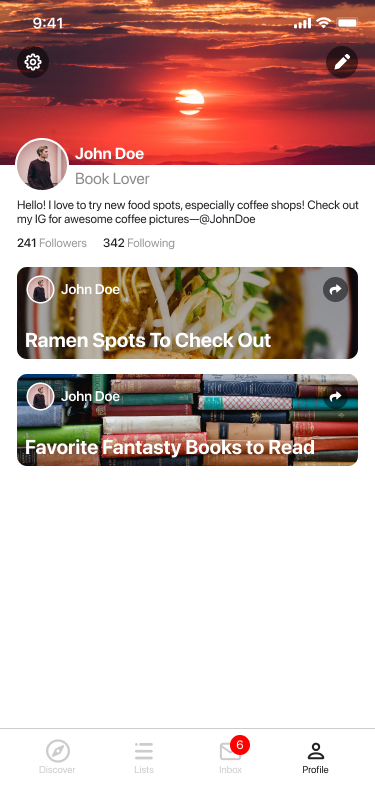 9:41
John Doe
Book Lover
Hello! I love to try new food spots, especially coffee shops! Check out
my IG for awesome coffee pictures—@JohnDoe
241 Followers 342 Following
John Doe
Ramen Spots To Check Out
John Doe
Favorite Fantasty Books to Read
6
Discover Lists Inbox Profile